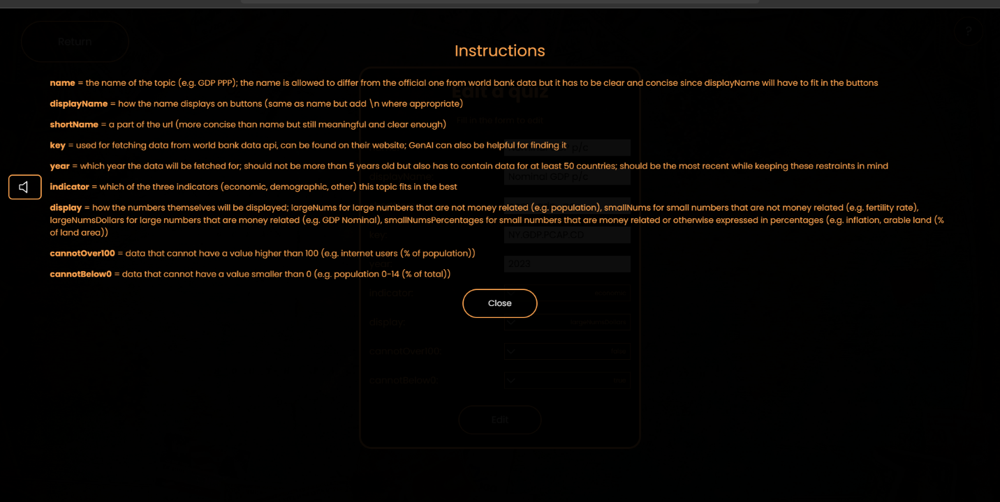 Return
?
Instructions
name = the name of the topic (e.g. GDP PPP); the name is allowed to differ from the official one from world bank data but it has to be clear and concise since displayName will have to fit in the buttons
Edit a quiz
displayName = how the name displays on buttons (same as name but add \n where appropriate)
Fill in the form to edit
shortName = a part of the url (more concise than name but still meaningful and clear enough)
key = used for fetching data from world bank data api, can be found on their website; GenAI can also be helpful for finding it
p/c
year = which year the data will be fetched for; should not be more than 5 years old but also has to contain data for at least 50 countries; should be the most recent while keeping these restraints in mind
Nominal GDP p/c
indicator = which of the three indicators (economic, demographic, other) this topic fits in the best
display = how the numbers themselves will be displayed; largeNums for large numbers that are not money related (e.g. population), smallNums for small numbers that are not money related (e.g. fertility rate),
largeNumsDollars for large numbers that are money related (e.g. GDP Nominal), smallNumsPercentages for small numbers that are money related or otherwise expressed in percentages (e.g. inflation, arable land (%
of land area))
key: NY.GDP.PCAP.CD
cannotOver100 = data that cannot have a value higher than 100 (e.g. internet users (% of population))
2023
cannotBelow0 = data that cannot have a value smaller than 0 (e.g. population 0-14 (% of total))
indicator: economic
Close
display: largeNumsDollars
cannotOver100: false
cannotBelow0:
Edit